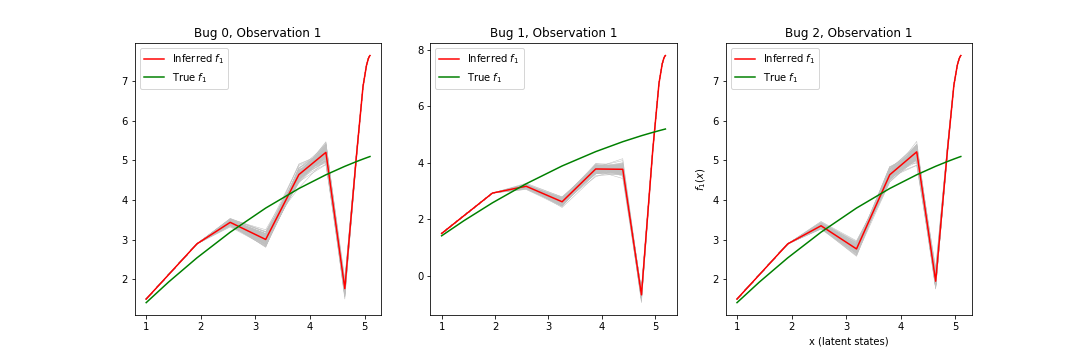 Bug 0, Observation 1
Inferred f₁
True f₁
7
6
5
4
3
2
1 2 3 4 5
Bug 1, Observation 1
Inferred f₁
True f₁
8
6
4
2
0
1 2 3 4 5
Bug 2, Observation 1
Inferred f₁
True f₁
f₁(x)
7
6
5
4
3
2
1 2 3 4 5
x (latent states)